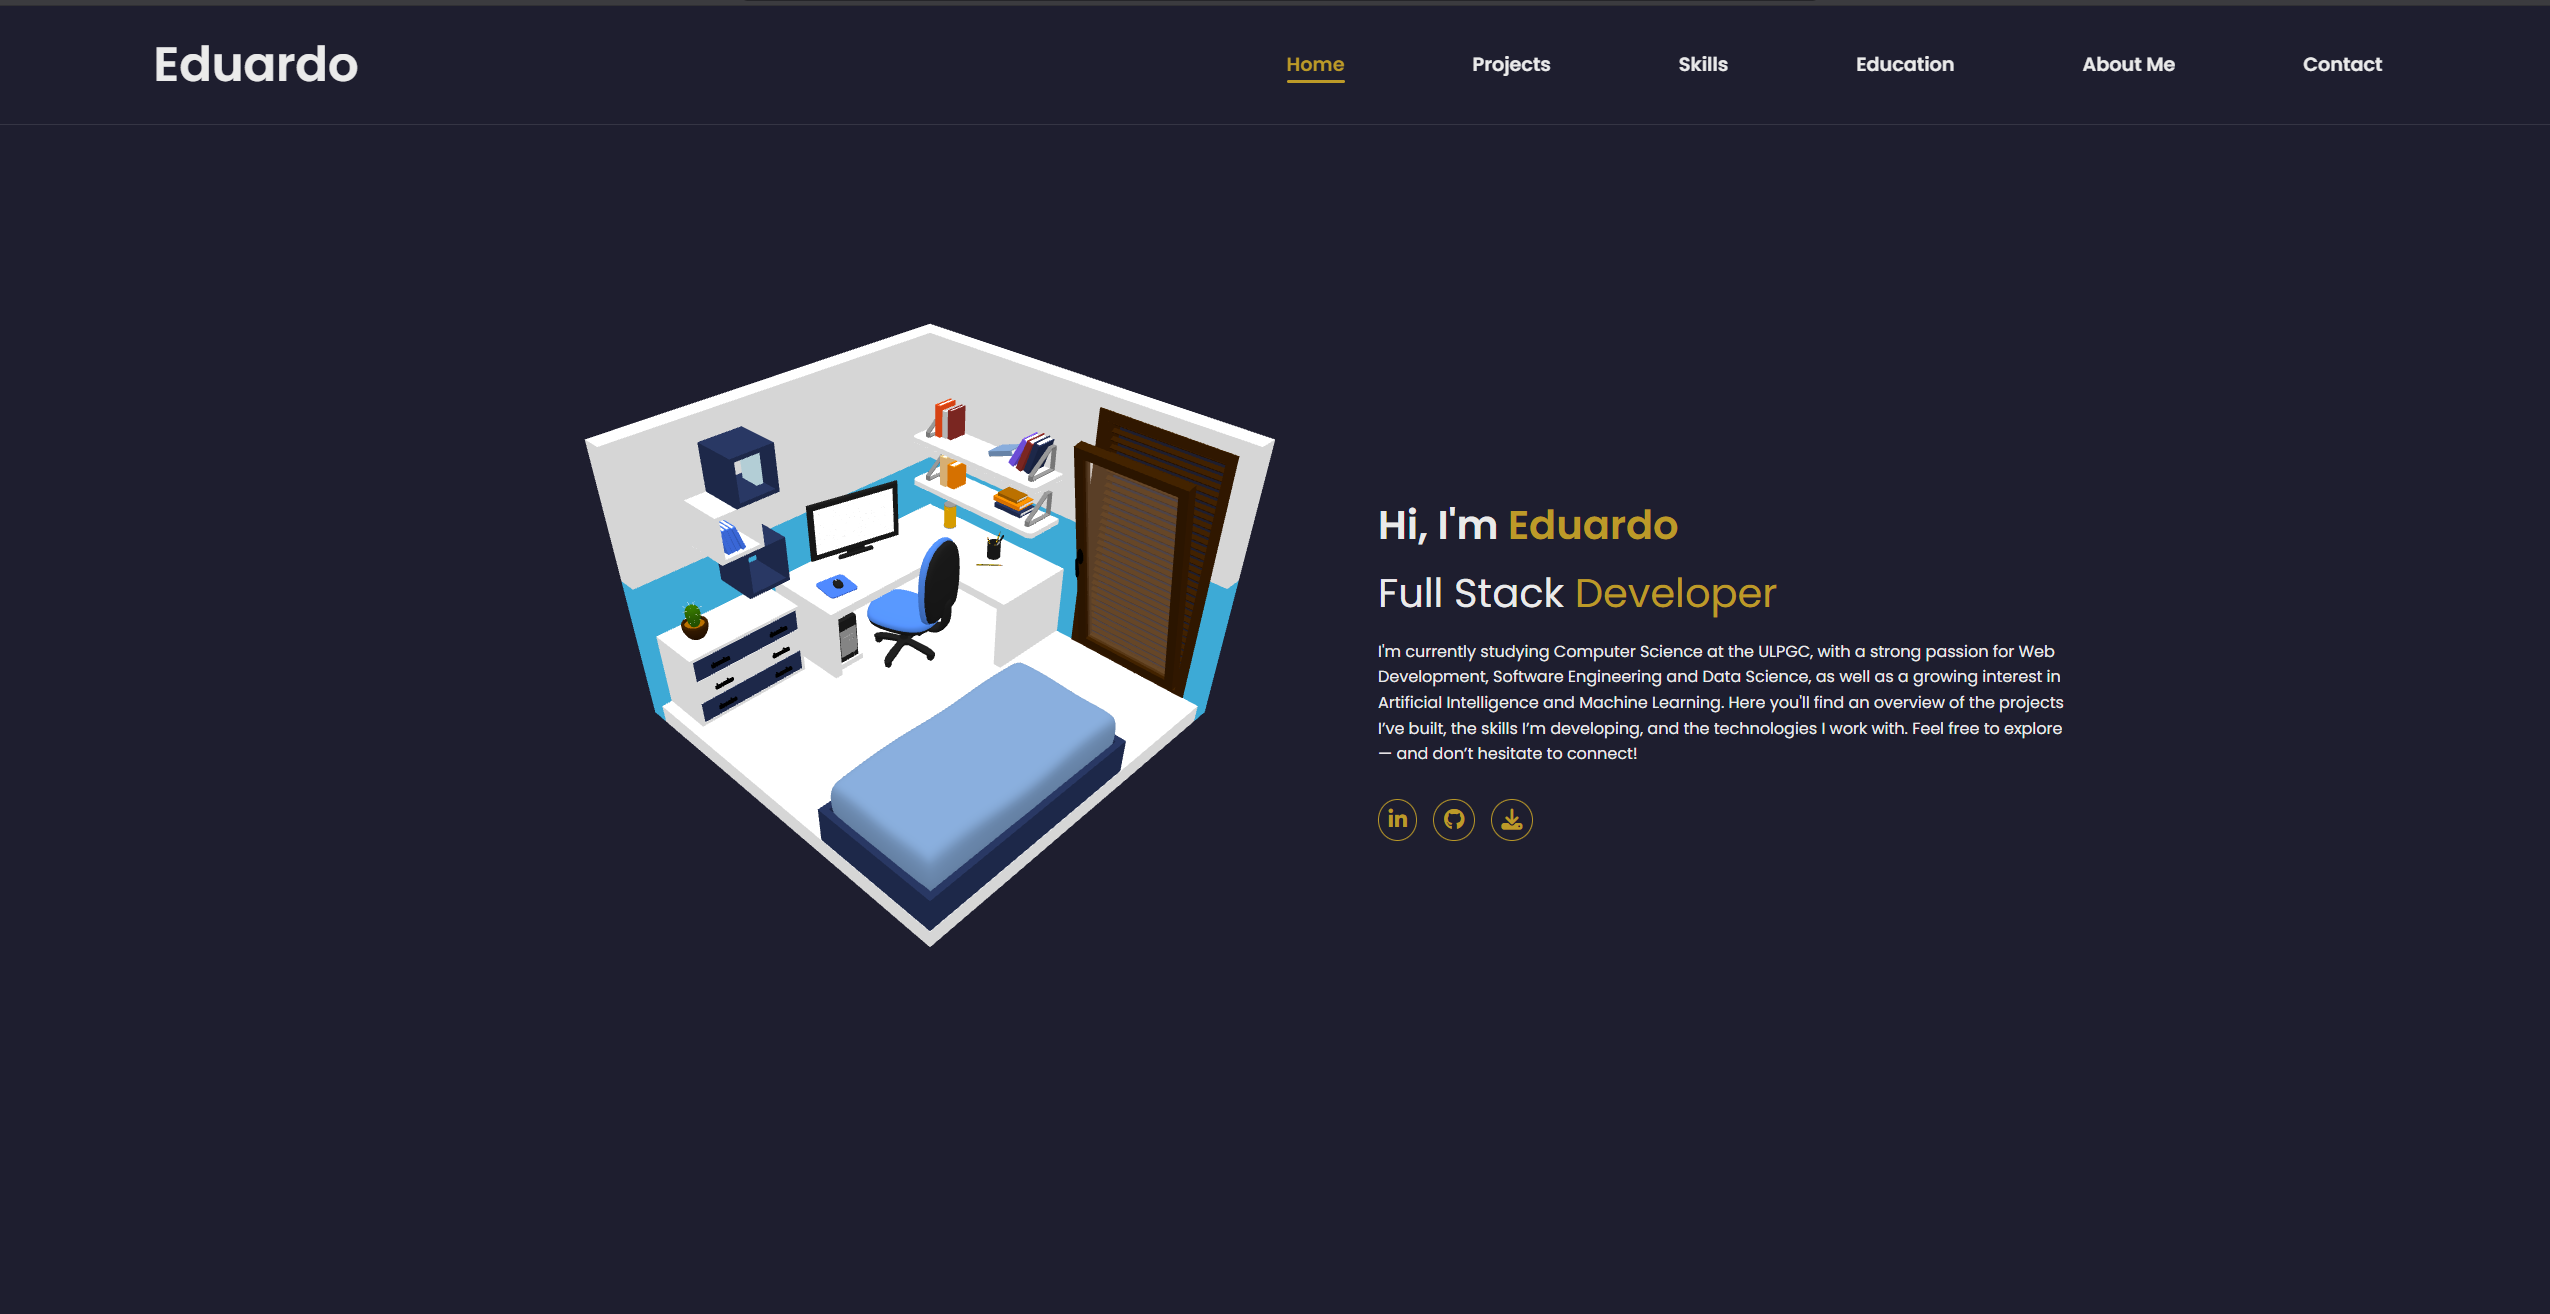 Eduardo
Home Projects Skills Education About Me Contact
Hi, I'm Eduardo
Full Stack Developer
I'm currently studying Computer Science at the ULPGC, with a strong passion for Web
Development, Software Engineering and Data Science, as well as a growing interest in
Artificial Intelligence and Machine Learning. Here you'll find an overview of the projects
I’ve built, the skills I’m developing, and the technologies I work with. Feel free to explore
— and don’t hesitate to connect!
in